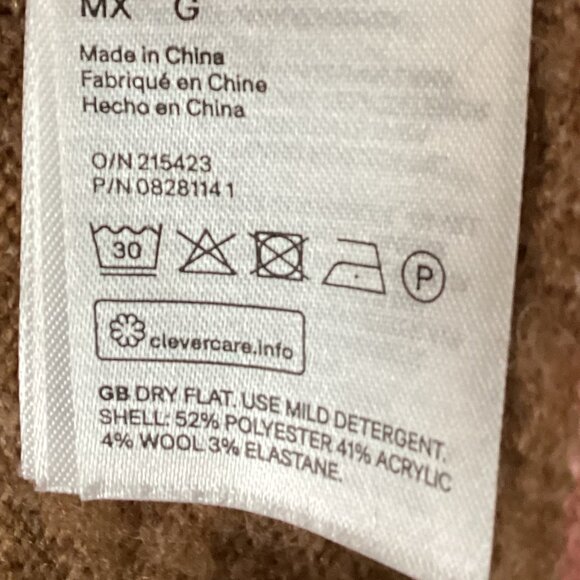 MX G
Made in China
Fabriqué en Chine
Hecho en China
O/N 215423
P/N 08281141
30
P
clevercare.info
GB DRY FLAT. USE MILD DETERGENT.
SHELL: 52% POLYESTER 41% ACRYLIC
4% WOOL 3% ELASTANE.